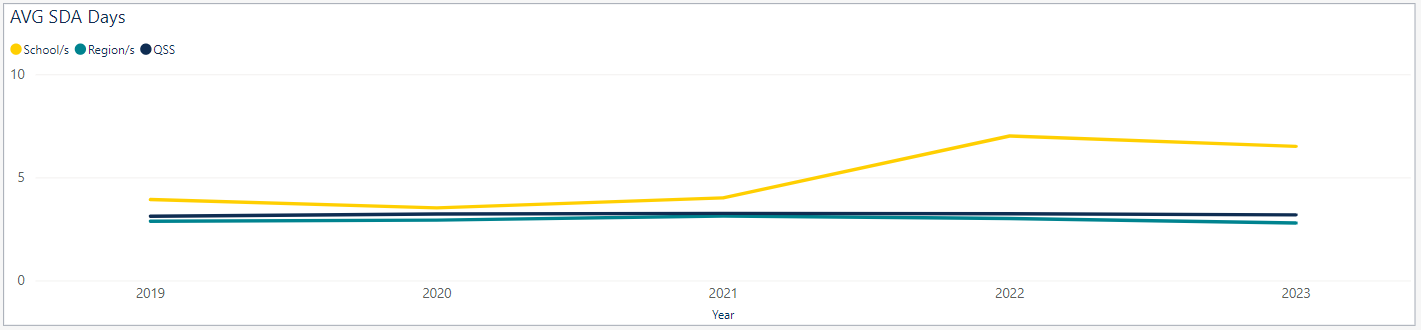 AVG SDA Days
School/s Region/s QSS
10
5
0
2019 2020 2021 2022 2023
Year